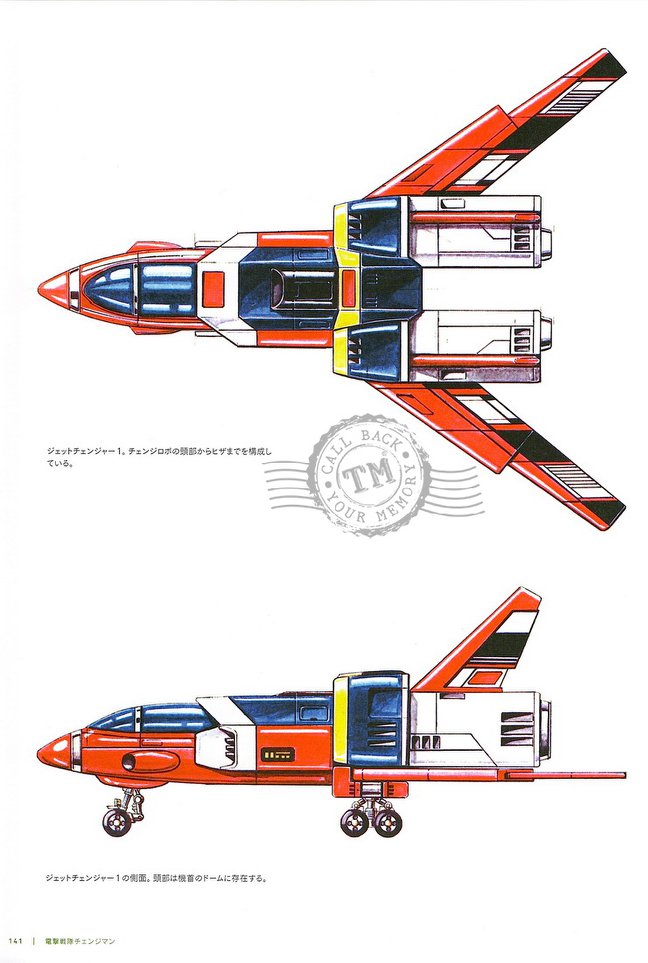 ジェットチェンジャー1。チェンジロボの頭部からヒザまでを構成し
ている。
CALL BACK
TM
YOUR MEMORY
ジェットチェンジャー1の側面。頭部は機首のドームに存在する。
141 | 電撃戦隊チェンジマン